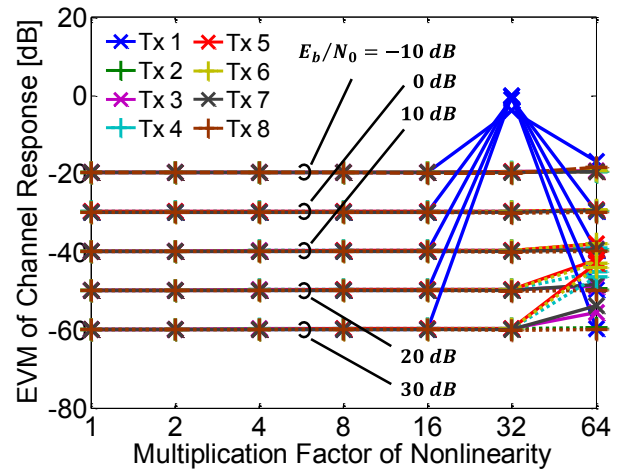 20
0
-20
-40
-60
-80
EVM of Channel Response [dB]
Tx 1
Tx 2
Tx 3
Tx 4
Tx 5
Tx 6
Tx 7
Tx 8
E_b/N_0 = −10 dB
0 dB
10 dB
20 dB
30 dB
1 2 4 8 16 32 64
Multiplication Factor of Nonlinearity